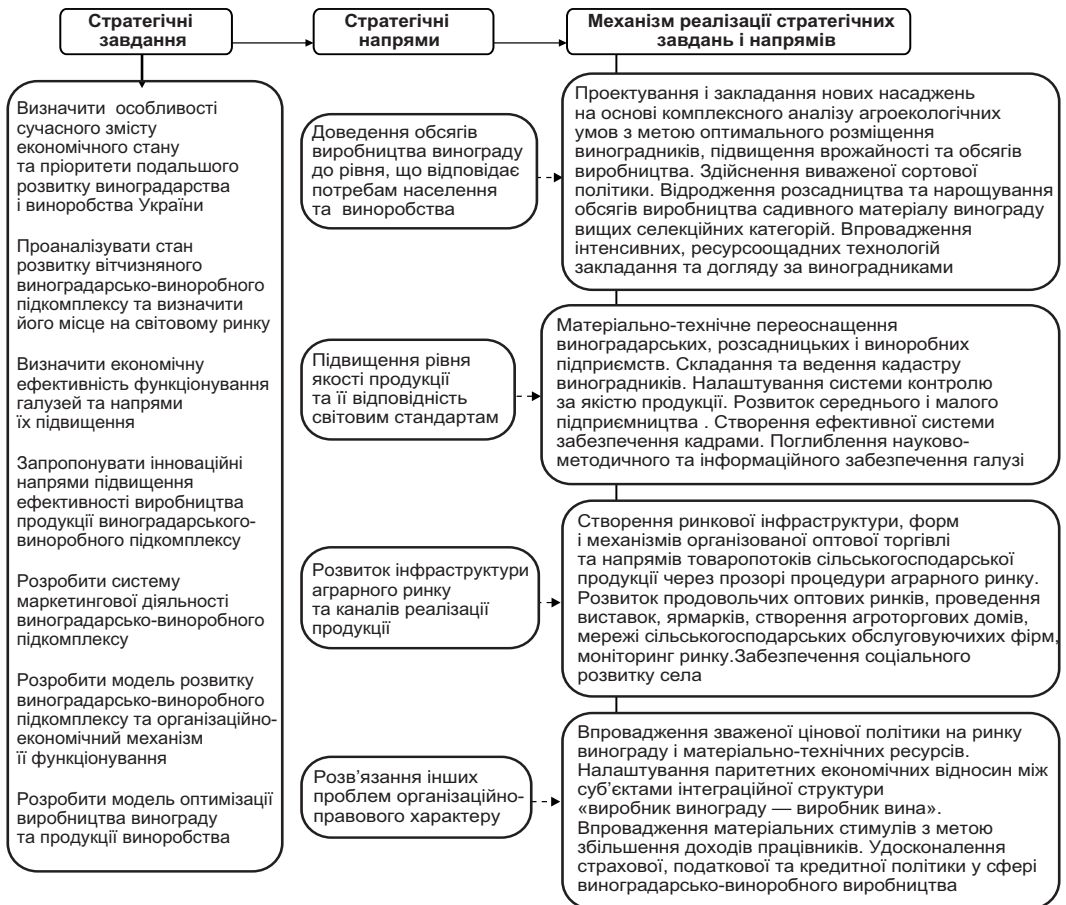 Стратегічні
завдання
Стратегічні
напрями
Механізм реалізації стратегічних
завдань і напрямів
Визначити особливості
сучасного змісту
економічного стану
та пріоритети подальшого
розвитку виноградарства
і виноробства України
Проаналізувати стан
розвитку вітчизняного
виноградарсько-виноробного
підкомплексу та визначити
його місце на світовому ринку
Визначити економічну
ефективність функціонування
галузей та напрями
їх підвищення
Запропонувати інноваційні
напрями підвищення
ефективності виробництва
продукції виноградарського-
виноробного підкомплексу
Розробити систему
маркетингової діяльності
виноградарсько-виноробного
підкомплексу
Розробити модель розвитку
виноградарсько-виноробного
підкомплексу та організаційно-
економічний механізм
її функціонування
Розробити модель оптимізації
виробництва винограду
та продукції виноробства
Доведення обсягів
виробництва винограду
до рівня, що відповідає
потребам населення
та виноробства
Проектування і закладання нових насаджень
на основі комплексного аналізу агроекологічних
умов з метою оптимального розміщення
виноградників, підвищення врожайності та обсягів
виробництва. Здійснення виваженої сортової
політики. Відродження розсадництва та нарощування
обсягів виробництва садивного матеріалу винограду
вищих селекційних категорій. Впровадження
інтенсивних, ресурсоощадних технологій
закладання та догляду за виноградниками
Підвищення рівня
якості продукції
та її відповідність
світовим стандартам
Матеріально-технічне переоснащення
виноградарських, розсадницьких і виноробних
підприємств. Складання та ведення кадастру
виноградників. Налаштування системи контролю
за якістю продукції. Розвиток середнього і малого
підприємництва . Створення ефективної системи
забезпечення кадрами. Поглиблення науково-
методичного та інформаційного забезпечення галузі
Розвиток інфраструктури
аграрного ринку
та каналів реалізації
продукції
Створення ринкової інфраструктури, форм
і механізмів організованої оптової торгівлі
та напрямів товаропотоків сільськогосподарської
продукції через прозорі процедури аграрного ринку.
Розвиток продовольчих оптових ринків, проведення
виставок, ярмарків, створення агроторгових домів,
мережі сільськогосподарських обслуговуючихих фірм,
моніторинг ринку.Забезпечення соціального
розвитку села
Розв’язання інших
проблем організаційно-
правового характеру
Впровадження зваженої цінової політики на ринку
винограду і матеріально-технічних ресурсів.
Налаштування паритетних економічних відносин між
суб’єктами інтеграційної структури
«виробник винограду — виробник вина».
Впровадження матеріальних стимулів з метою
збільшення доходів працівників. Удосконалення
страхової, податкової та кредитної політики у сфері
виноградарсько-виноробного виробництва